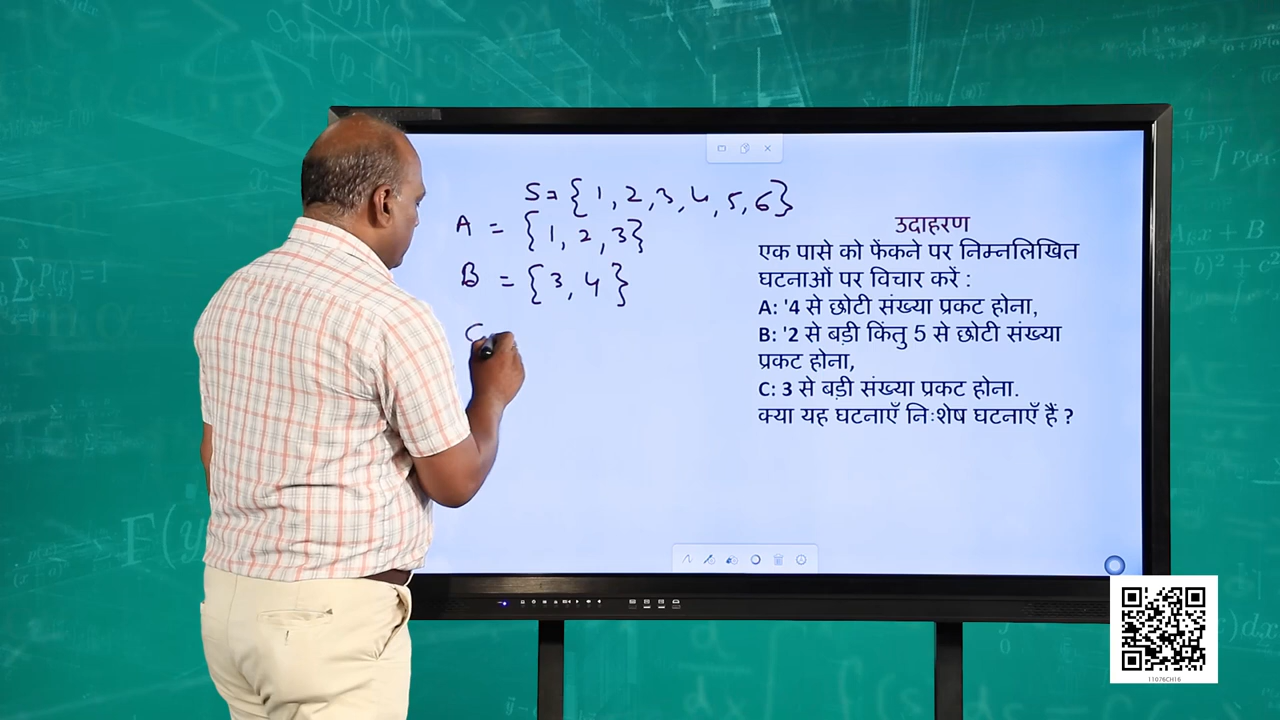 S = {1, 2, 3, 4, 5, 6}
A = {1, 2, 3}
B = {3, 4}
C
उदाहरण
एक पासे को फेंकने पर निम्नलिखित
घटनाओं पर विचार करें :
A: '4 से छोटी संख्या प्रकट होना,
B: '2 से बड़ी किंतु 5 से छोटी संख्या
प्रकट होना,
C: 3 से बड़ी संख्या प्रकट होना.
क्या यह घटनाएँ निःशेष घटनाएँ हैं ?
11076CH16